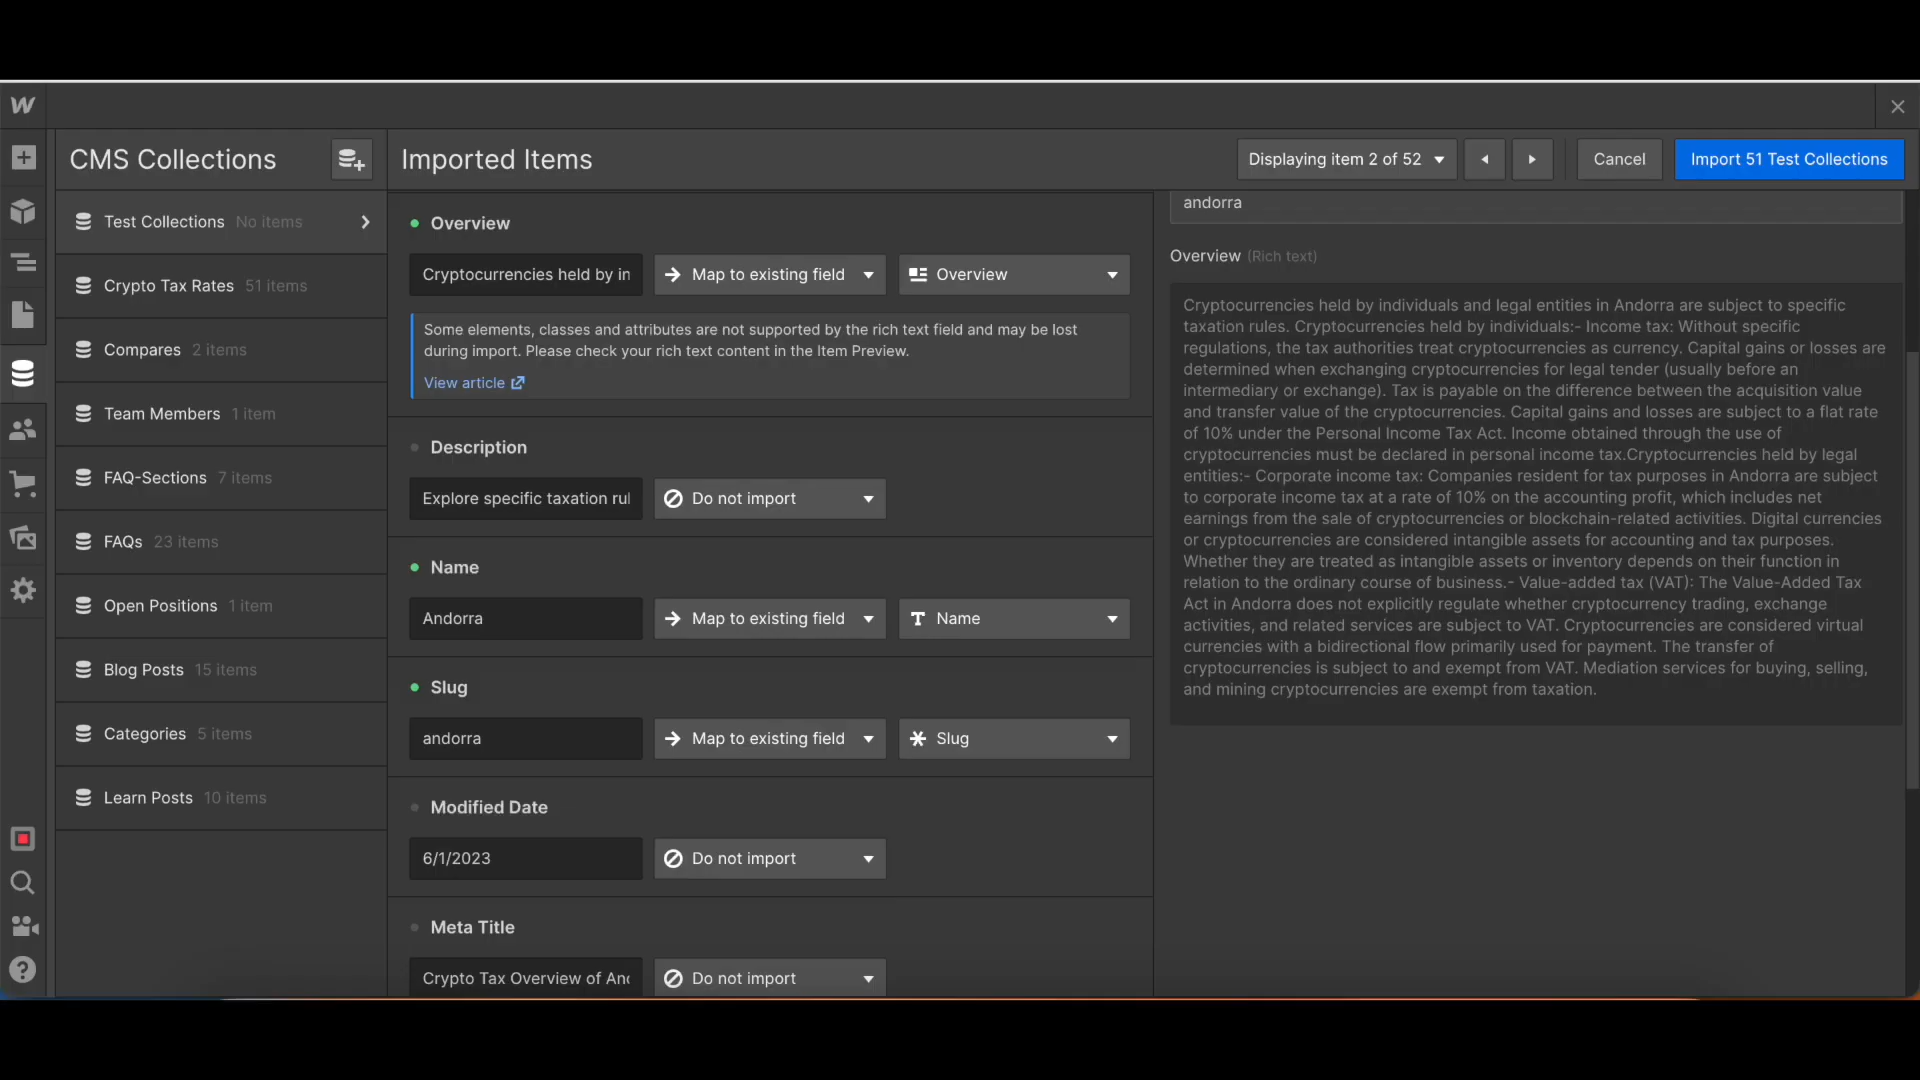 W
CMS Collections
Imported Items
Displaying item 2 of 52
Cancel
Import 51 Test Collections
Test Collections No items
Crypto Tax Rates 51 items
Compares 2 items
Team Members 1 item
FAQ-Sections 7 items
FAQs 23 items
Open Positions 1 item
Blog Posts 15 items
Categories 5 items
Learn Posts 10 items
Overview
Cryptocurrencies held by in
Map to existing field
Overview
Some elements, classes and attributes are not supported by the rich text field and may be lost
during import. Please check your rich text content in the Item Preview.
View article
Description
Explore specific taxation rul
Do not import
Name
Andorra
Map to existing field
Name
Slug
andorra
Map to existing field
Slug
Modified Date
6/1/2023
Do not import
Meta Title
Crypto Tax Overview of And
Do not import
andorra
Overview (Rich text)
Cryptocurrencies held by individuals and legal entities in Andorra are subject to specific
taxation rules. Cryptocurrencies held by individuals:- Income tax: Without specific
regulations, the tax authorities treat cryptocurrencies as currency. Capital gains or losses are
determined when exchanging cryptocurrencies for legal tender (usually before an
intermediary or exchange). Tax is payable on the difference between the acquisition value
and transfer value of the cryptocurrencies. Capital gains and losses are subject to a flat rate
of 10% under the Personal Income Tax Act. Income obtained through the use of
cryptocurrencies must be declared in personal income tax.Cryptocurrencies held by legal
entities:- Corporate income tax: Companies resident for tax purposes in Andorra are subject
to corporate income tax at a rate of 10% on the accounting profit, which includes net
earnings from the sale of cryptocurrencies or blockchain-related activities. Digital currencies
or cryptocurrencies are considered intangible assets for accounting and tax purposes.
Whether they are treated as intangible assets or inventory depends on their function in
relation to the ordinary course of business.- Value-added tax (VAT): The Value-Added Tax
Act in Andorra does not explicitly regulate whether cryptocurrency trading, exchange
activities, and related services are subject to VAT. Cryptocurrencies are considered virtual
currencies with a bidirectional flow primarily used for payment. The transfer of
cryptocurrencies is subject to and exempt from VAT. Mediation services for buying, selling,
and mining cryptocurrencies are exempt from taxation.